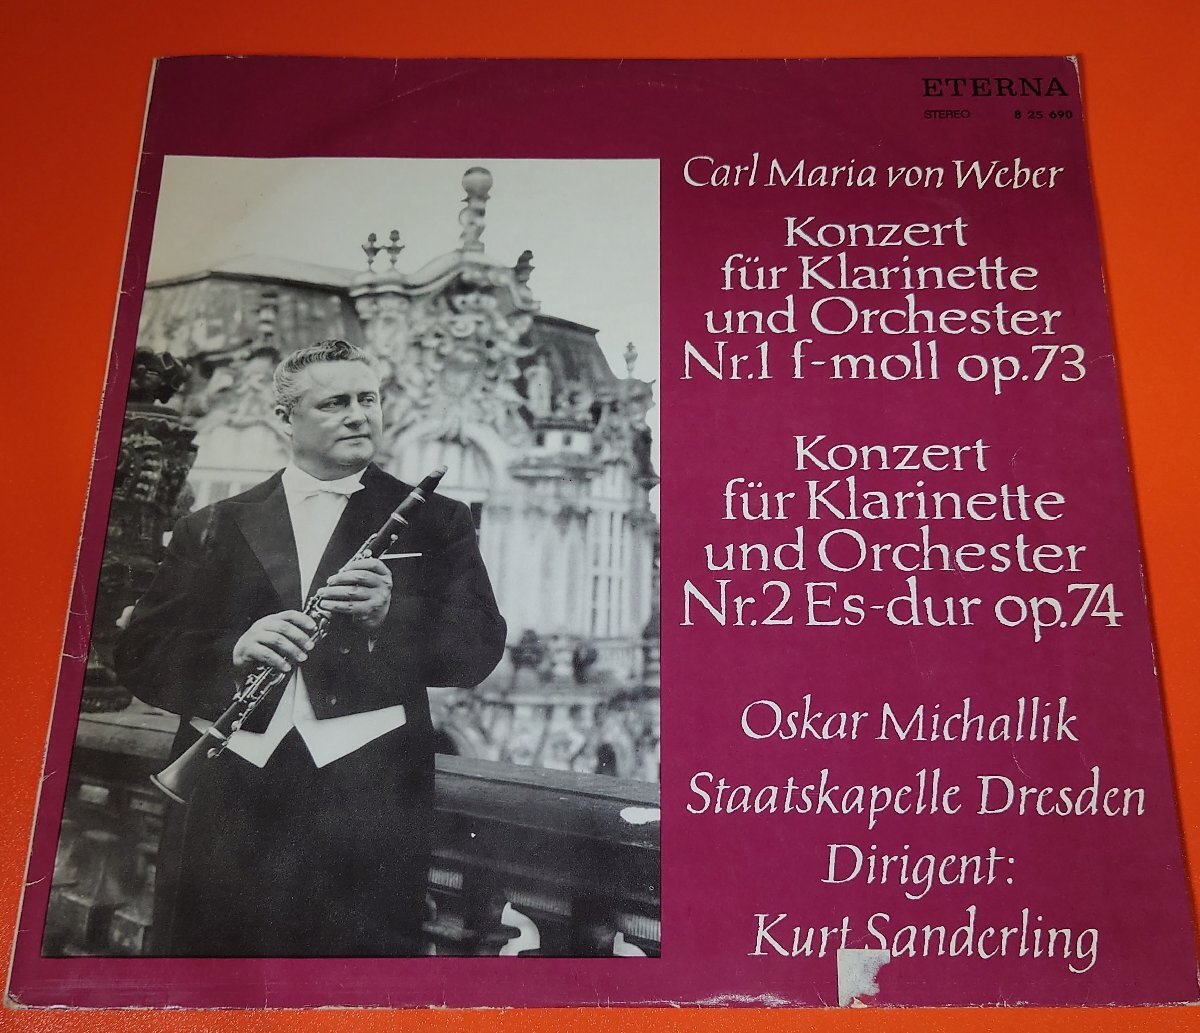 ETERNA
STEREO 8 25 690
Carl Maria von Weber
Konzert
für Klarinette
und Orchester
Nr.1 f-moll op.73
Konzert
für Klarinette
und Orchester
Nr.2 Es-dur op.74
Oskar Michallik
Staatskapelle Dresden
Dirigent:
Kurt Sanderling